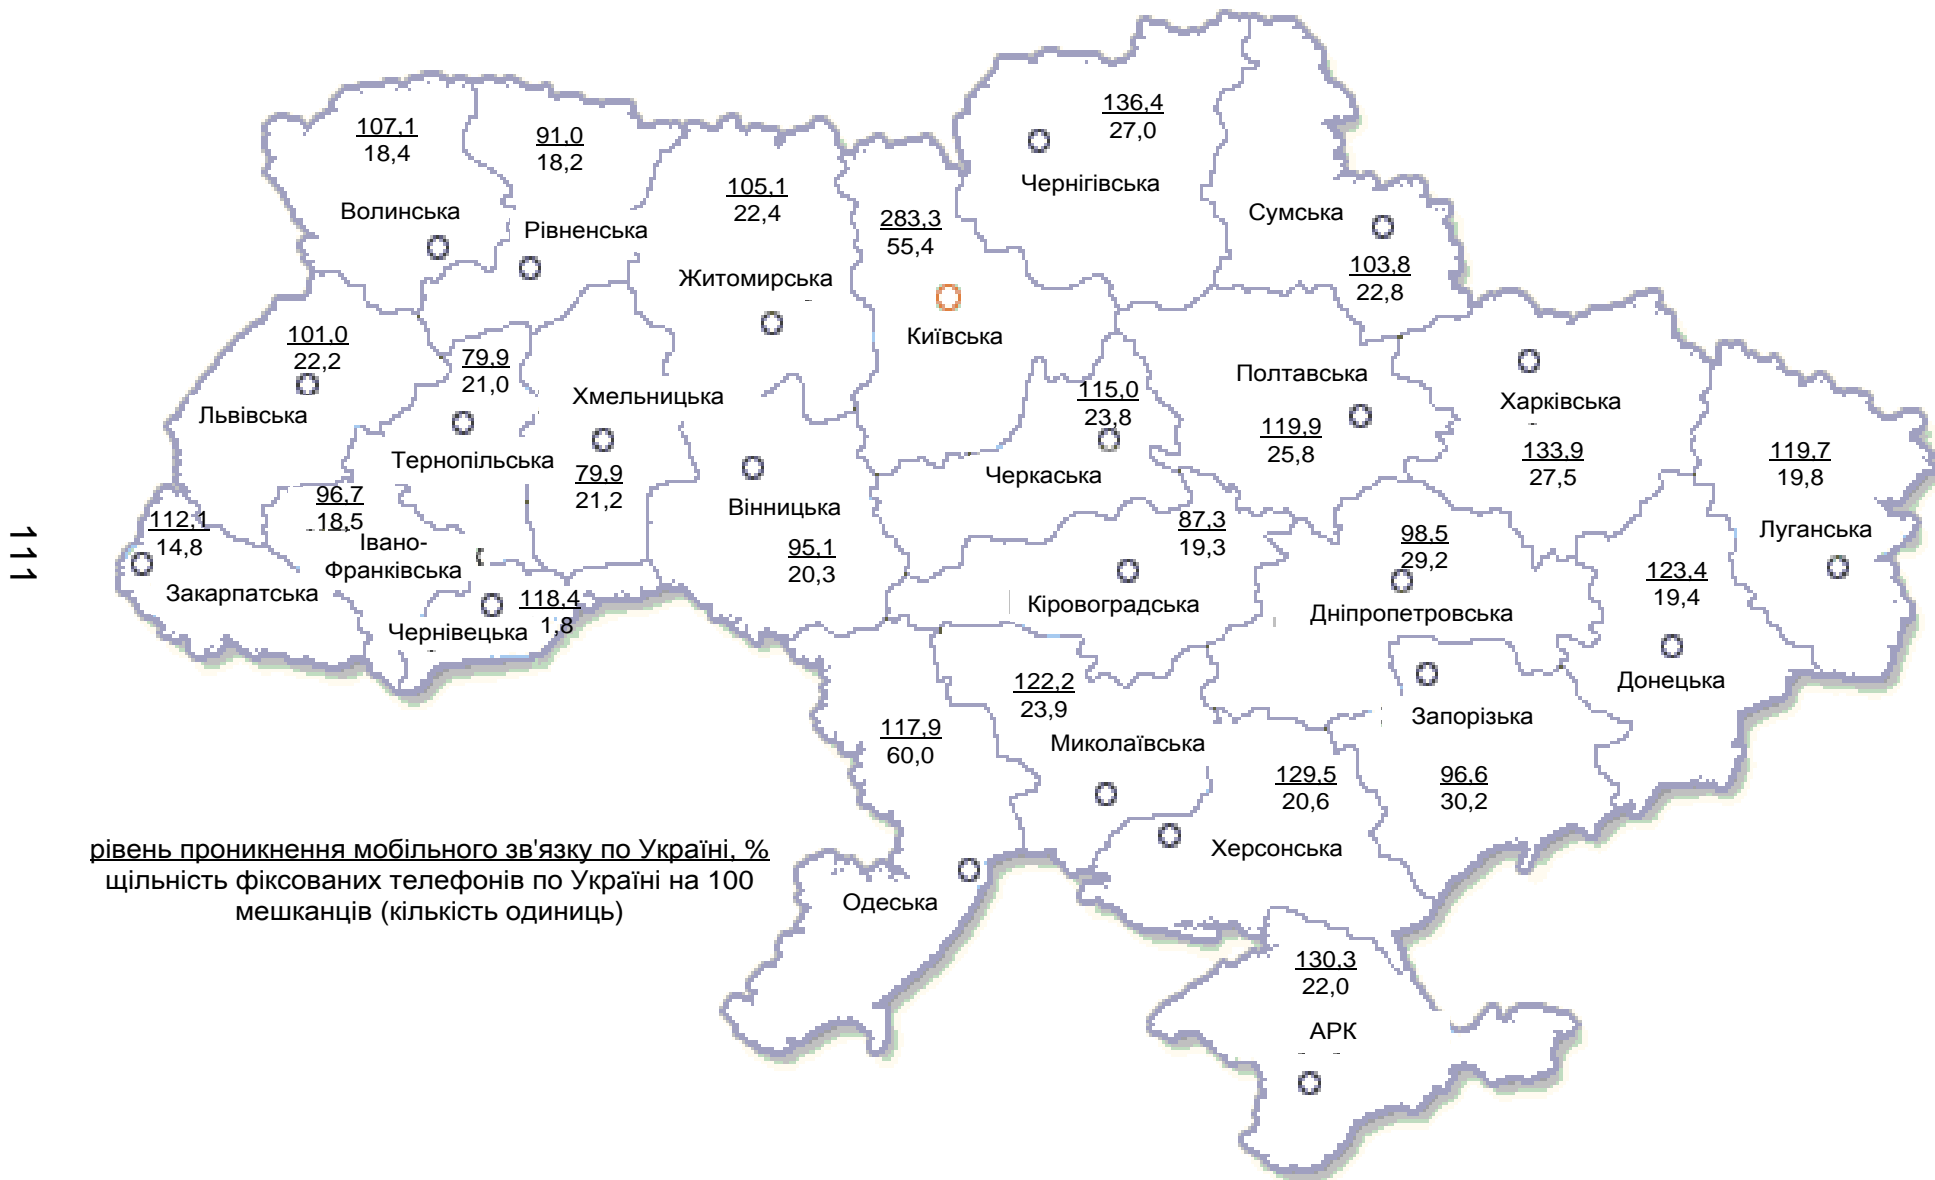 136,4
27,0
Чернігівська
107,1
18,4
Волинська
91,0
18,2
Рівненська
105,1
22,4
Житомирська
283,3
55,4
Київська
Сумська
103,8
22,8
101,0
22,2
Львівська
79,9
21,0
Тернопільська
Хмельницька
79,9
21,2
115,0
23,8
Черкаська
Полтавська
119,9
25,8
Харківська
133,9
27,5
119,7
19,8
Луганська
96,7
18,5
Івано-
Франківська
112,1
14,8
Закарпатська
Вінницька
95,1
20,3
87,3
19,3
Кіровоградська
98,5
29,2
Дніпропетровська
123,4
19,4
Донецька
118,4
1,8
Чернівецька
122,2
23,9
Миколаївська
Запорізька
96,6
30,2
117,9
60,0
Одеська
129,5
20,6
Херсонська
130,3
22,0
АРК
рівень проникнення мобільного зв'язку по Україні, %
щільність фіксованих телефонів по Україні на 100
мешканців (кількість одиниць)
111